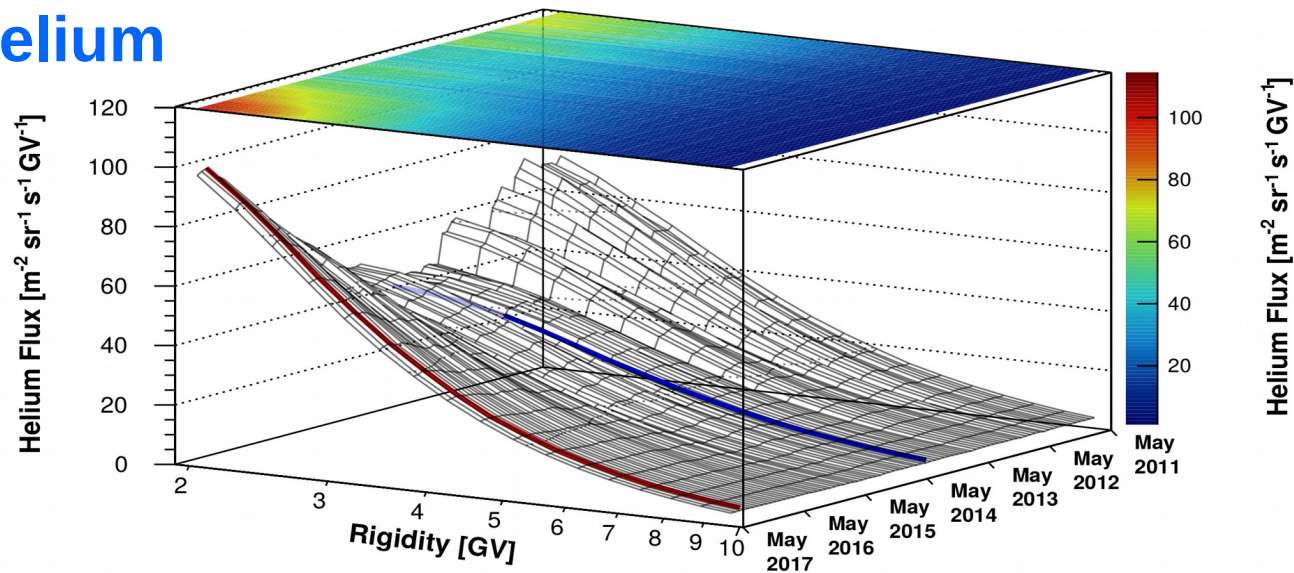 elium
120
100
80
60
40
20
0
Helium Flux [m⁻² sr⁻¹ s⁻¹ GV⁻¹]
2
3
4
5
6
7
8
9
10
Rigidity [GV]
May
2017
May
2016
May
2015
May
2014
May
2013
May
2012
May
2011
100
80
60
40
20
Helium Flux [m⁻² sr⁻¹ s⁻¹ GV⁻¹]